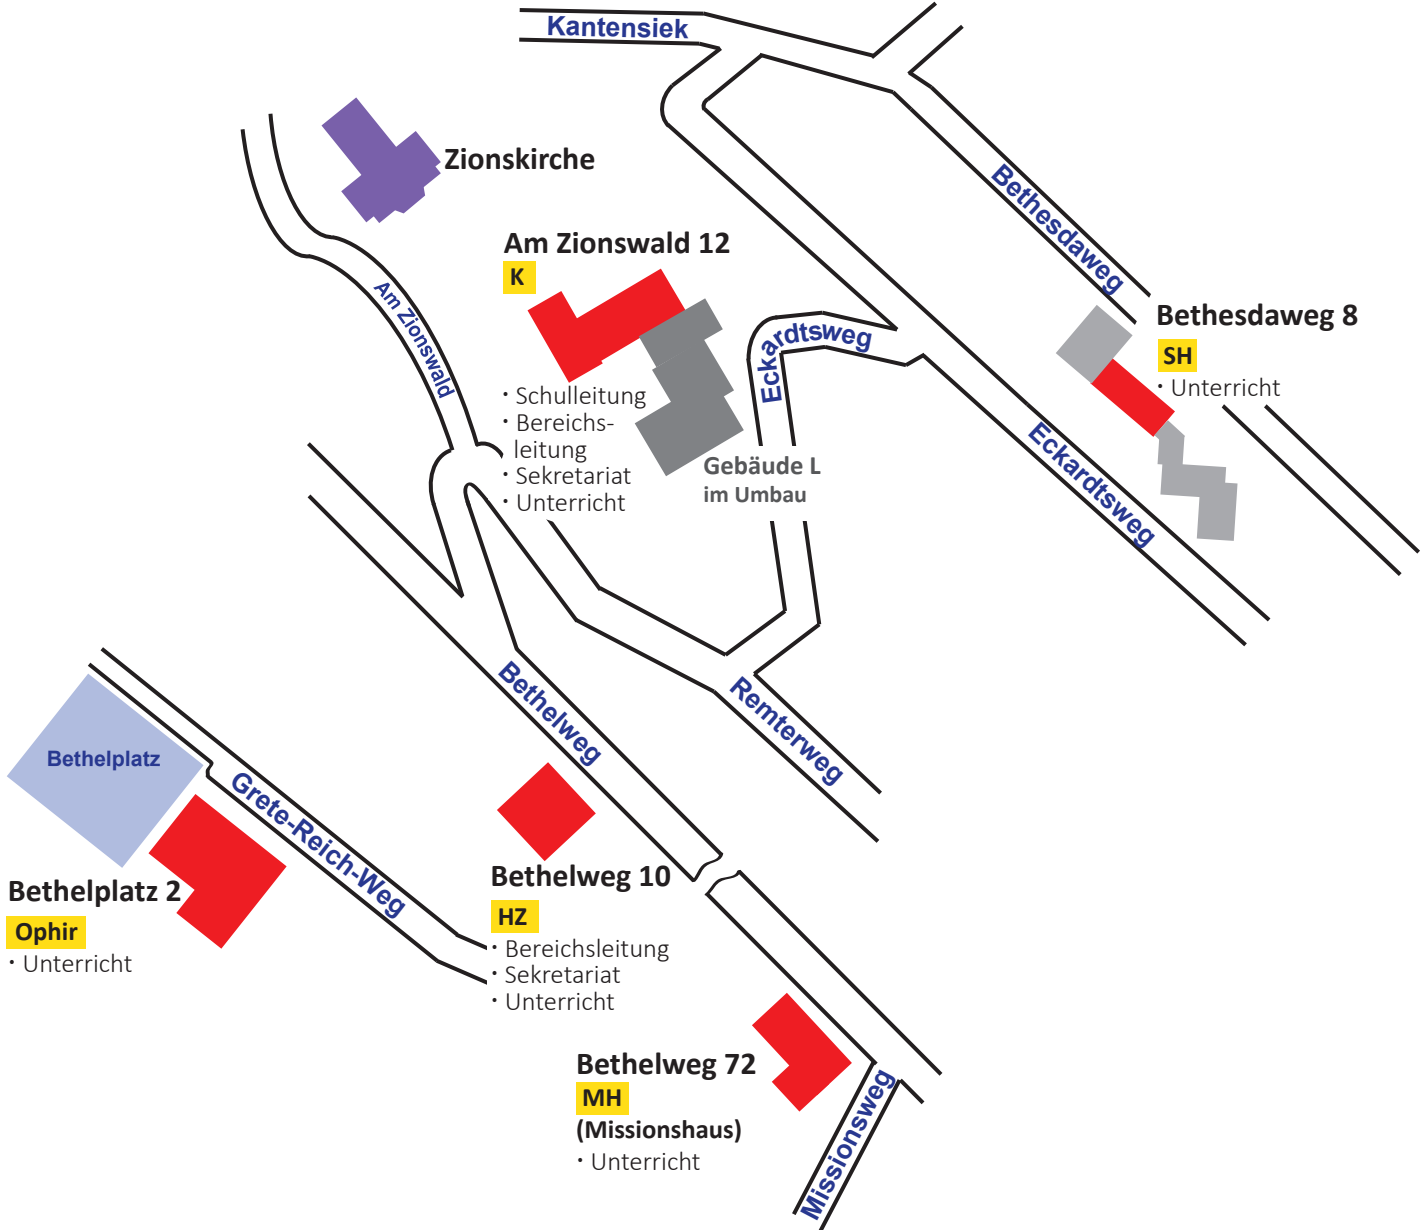 Kantensiek
Zionskirche
Bethesdaweg
Am Zionswald 12
K
· Schulleitung
· Bereichs-
leitung
· Sekretariat
· Unterricht
Am Zionswald
Eckardtsweg
Bethesdaweg 8
SH
· Unterricht
Gebäude L
im Umbau
Eckardtsweg
Bethelweg
Remterweg
Bethelplatz
Grete-Reich-Weg
Bethelplatz 2
Ophir
· Unterricht
Bethelweg 10
HZ
· Bereichsleitung
· Sekretariat
· Unterricht
Bethelweg 72
MH
(Missionshaus)
· Unterricht
Missionsweg